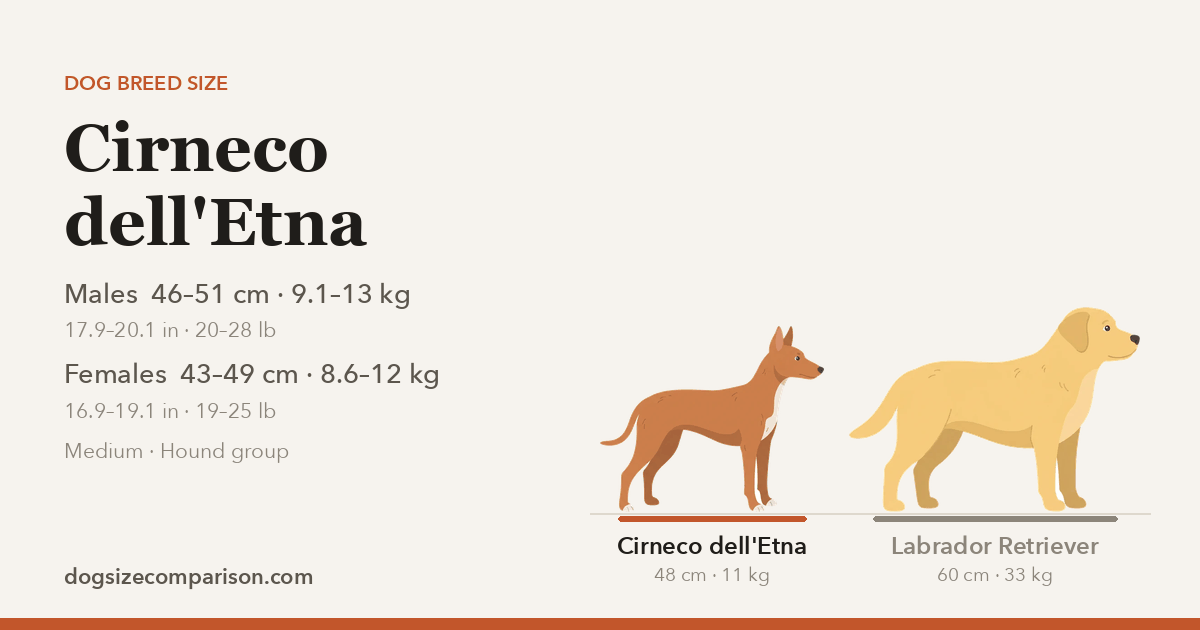 DOG BREED SIZE
Cirneco
dell'Etna
Males 46–51 cm · 9.1–13 kg
17.9–20.1 in · 20–28 lb
Females 43–49 cm · 8.6–12 kg
16.9–19.1 in · 19–25 lb
Medium · Hound group
dogsizecomparison.com
Cirneco dell'Etna
48 cm · 11 kg
Labrador Retriever
60 cm · 33 kg